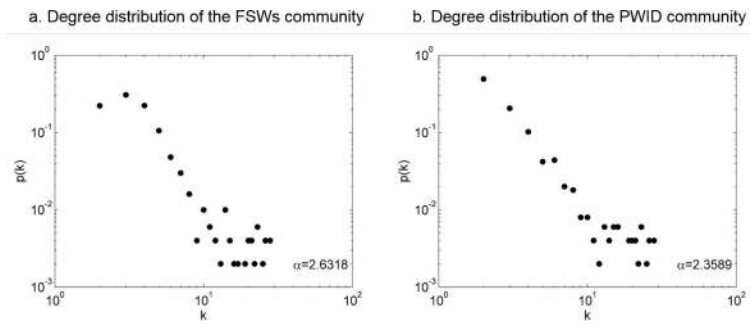 a. Degree distribution of the FSWs community
b. Degree distribution of the PWID community
10⁰
10⁻¹
10⁻²
10⁻³
p(k)
α=2.6318
10⁰
10¹
10²
k
10⁰
10⁻¹
10⁻²
10⁻³
p(k)
α=2.3589
10⁰
10¹
10²
k